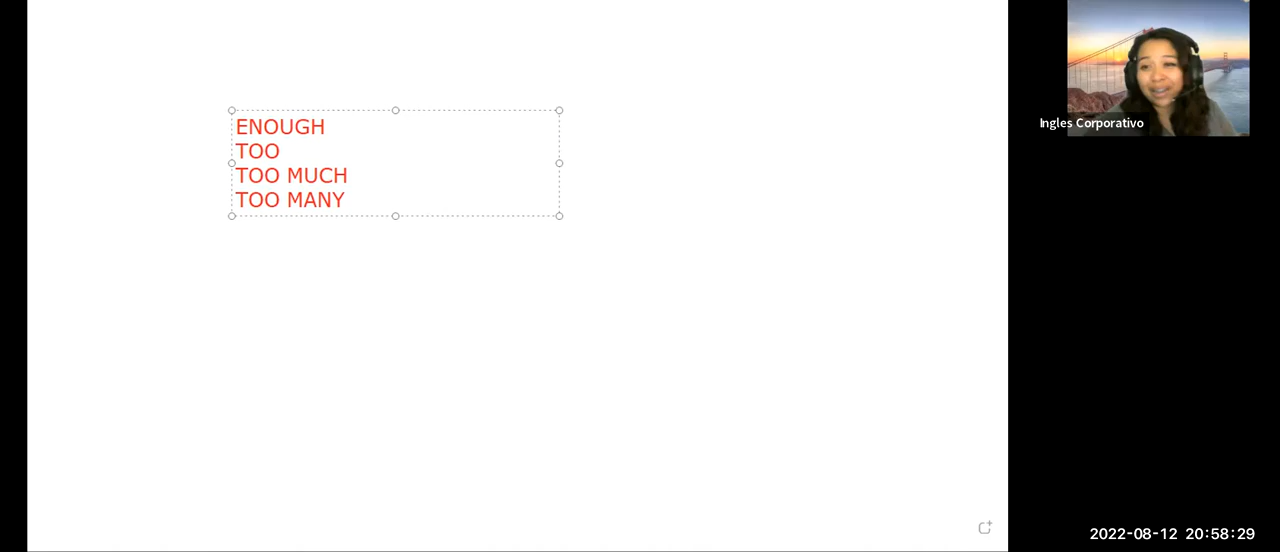 ENOUGH
TOO
TOO MUCH
TOO MANY
Ingles Corporativo
2022-08-12 20:58:29